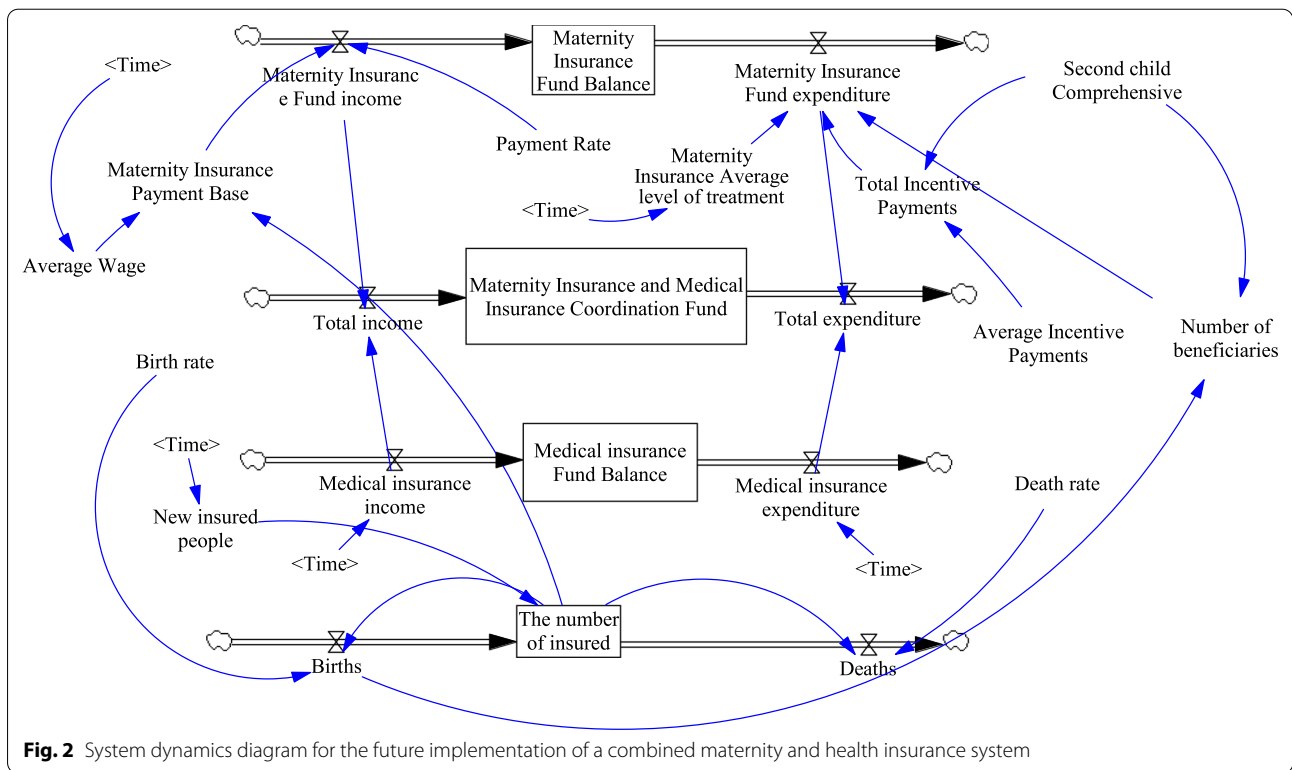 Maternity
Insurance
Fund Balance
<Time>
Maternity Insuranc
e Fund income
Maternity Insurance
Fund expenditure
Second child
Comprehensive
Payment Rate
Maternity
Insurance Average
level of treatment
Maternity Insurance
Payment Base
Total Incentive
Payments
<Time>
Average Wage
Maternity Insurance and Medical
Insurance Coordination Fund
Total income
Total expenditure
Average Incentive
Payments
Number of
beneficiaries
Birth rate
<Time>
Medical insurance
Fund Balance
Medical insurance
income
Medical insurance
expenditure
Death rate
New insured
people
<Time>
<Time>
The number
of insured
Births
Deaths
Fig. 2 System dynamics diagram for the future implementation of a combined maternity and health insurance system